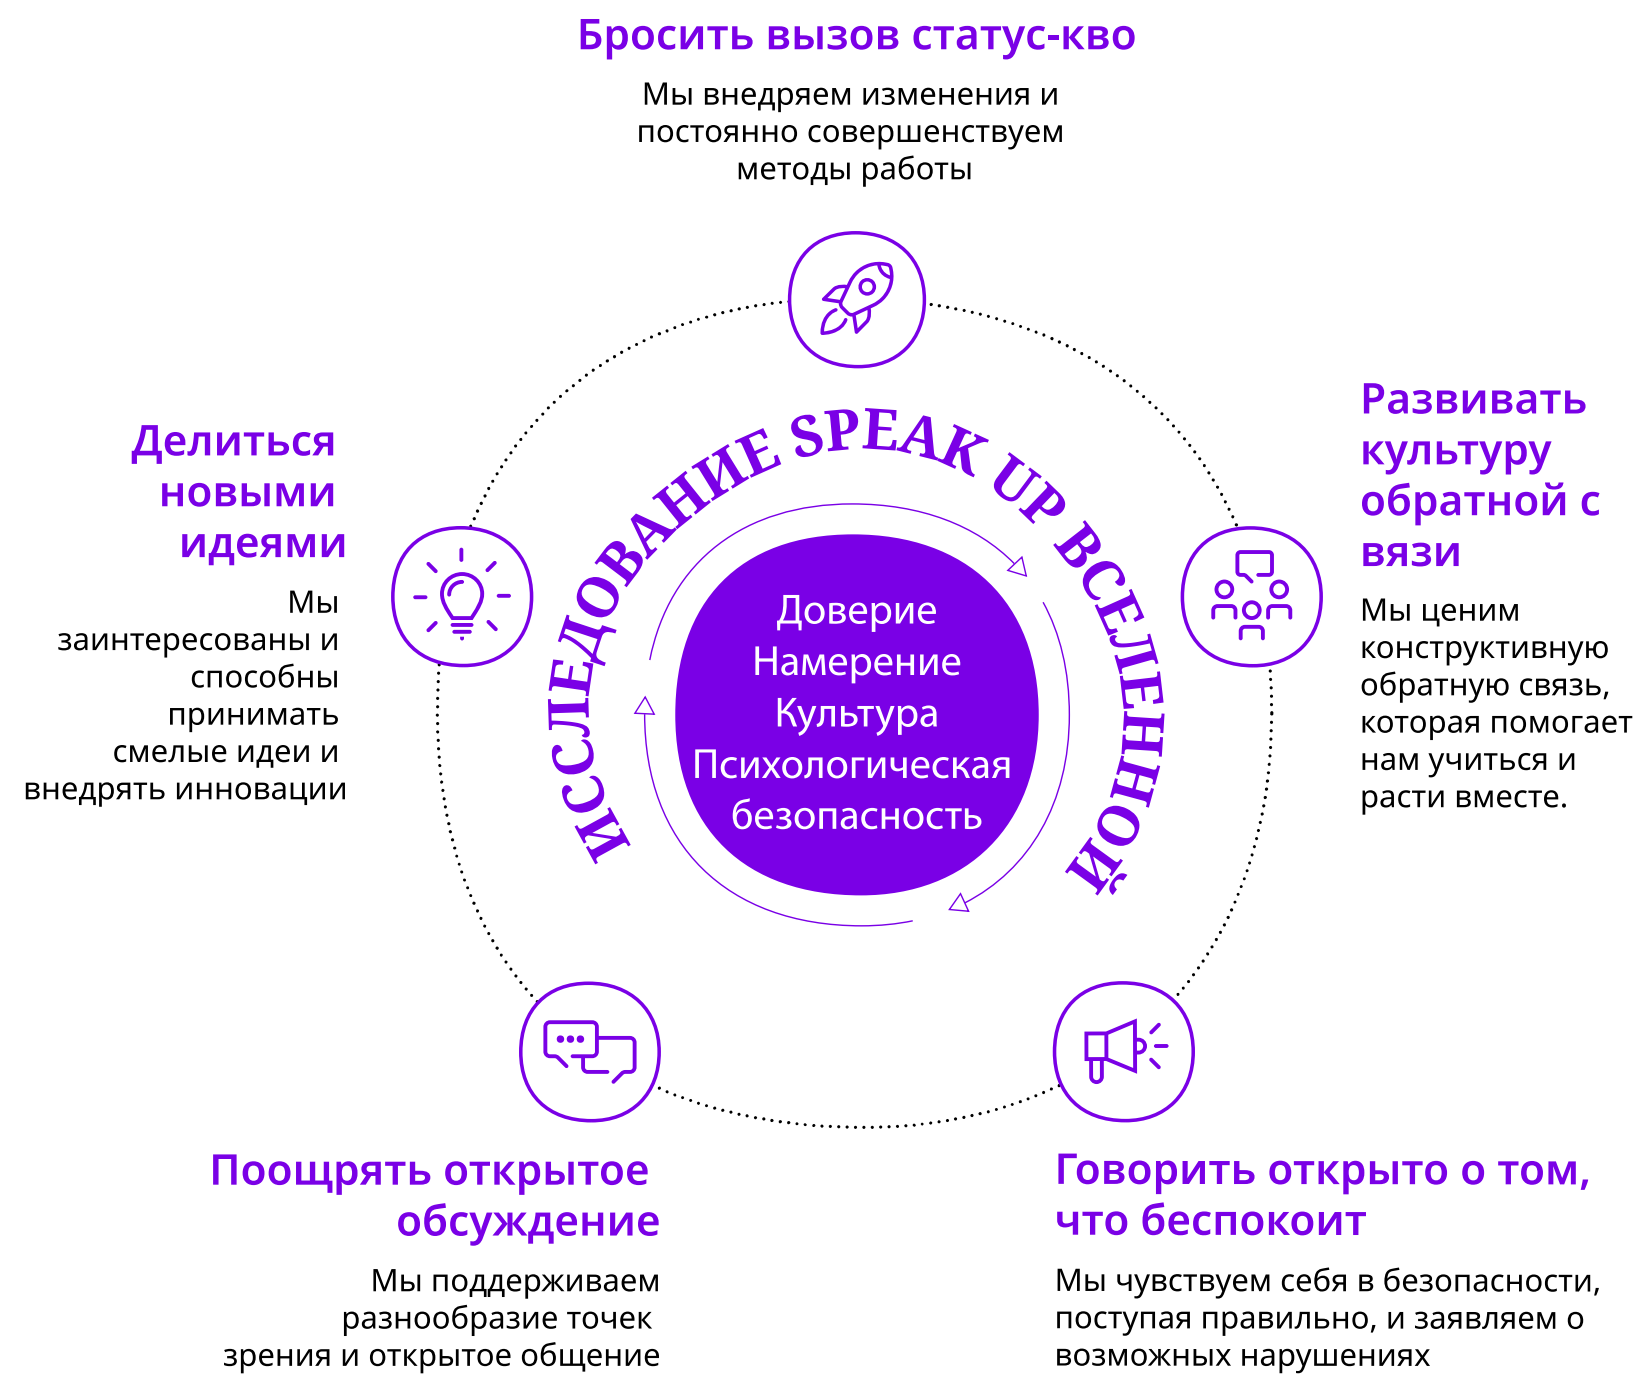 Бросить вызов статус-кво
Мы внедряем изменения и
постоянно совершенствуем
методы работы
Делиться
новыми
идеями
Мы
заинтересованы и
способны
принимать
смелые идеи и
внедрять инновации
ИССЛЕДОВАНИЕ SPEAK UP ВСЕЛЕННОЙ
Доверие
Намерение
Культура
Психологическая
безопасность
Развивать
культуру
обратной с
вязи
Мы ценим
конструктивную
обратную связь,
которая помогает
нам учиться и
расти вместе.
Поощрять открытое
обсуждение
Мы поддерживаем
разнообразие точек
зрения и открытое общение
Говорить открыто о том,
что беспокоит
Мы чувствуем себя в безопасности,
поступая правильно, и заявляем о
возможных нарушениях